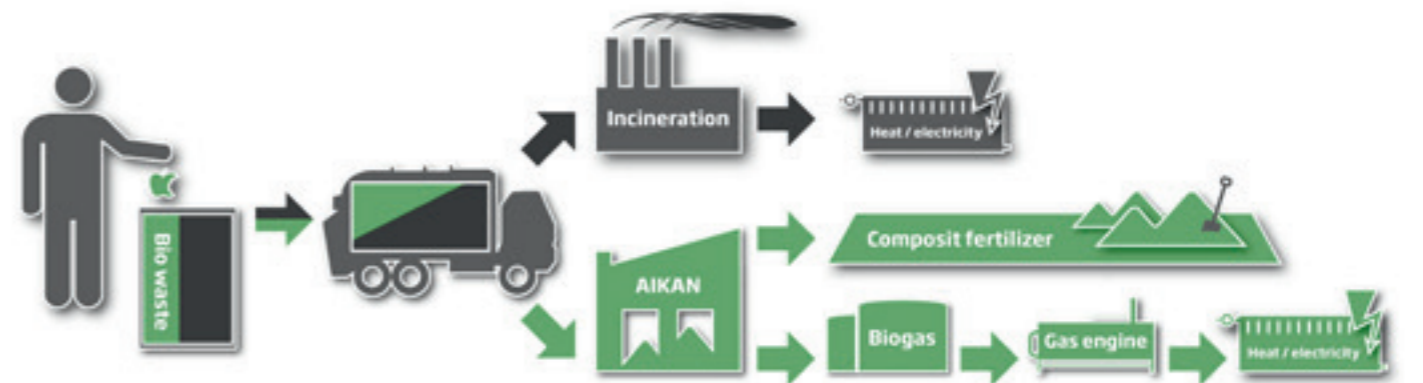 Incineration
Heat / electricity
Bio waste
Composit fertilizer
AIKAN
Biogas
Gas engine
Heat / electricity